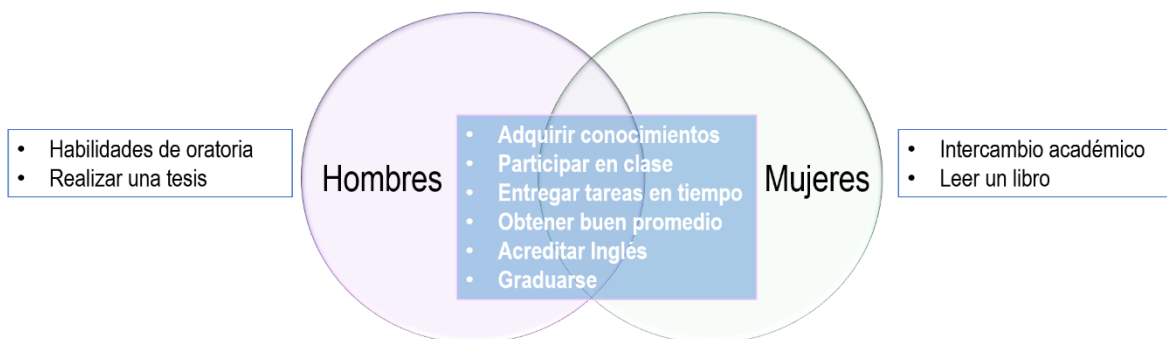 • Habilidades de oratoria
• Realizar una tesis
Hombres
• Adquirir conocimientos
• Participar en clase
• Entregar tareas en tiempo
• Obtener buen promedio
• Acreditar Inglés
• Graduarse
Mujeres
• Intercambio académico
• Leer un libro